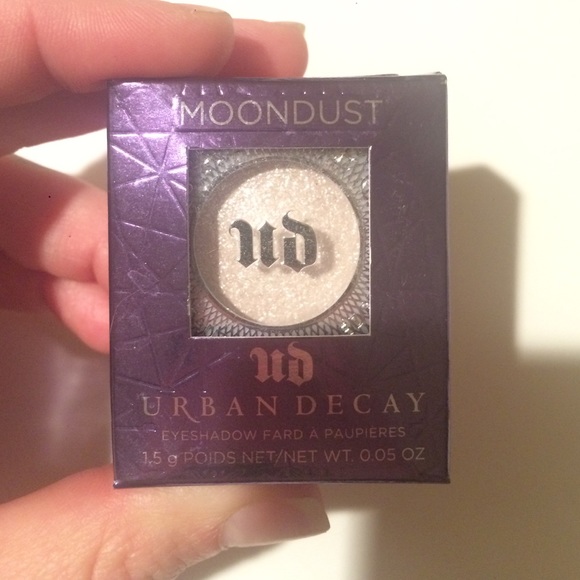 MOONDUST
UD
UD
URBAN DECAY
EYESHADOW FARD À PAUPIÈRES
1.5 g POIDS NET/NET WT. 0.05 OZ